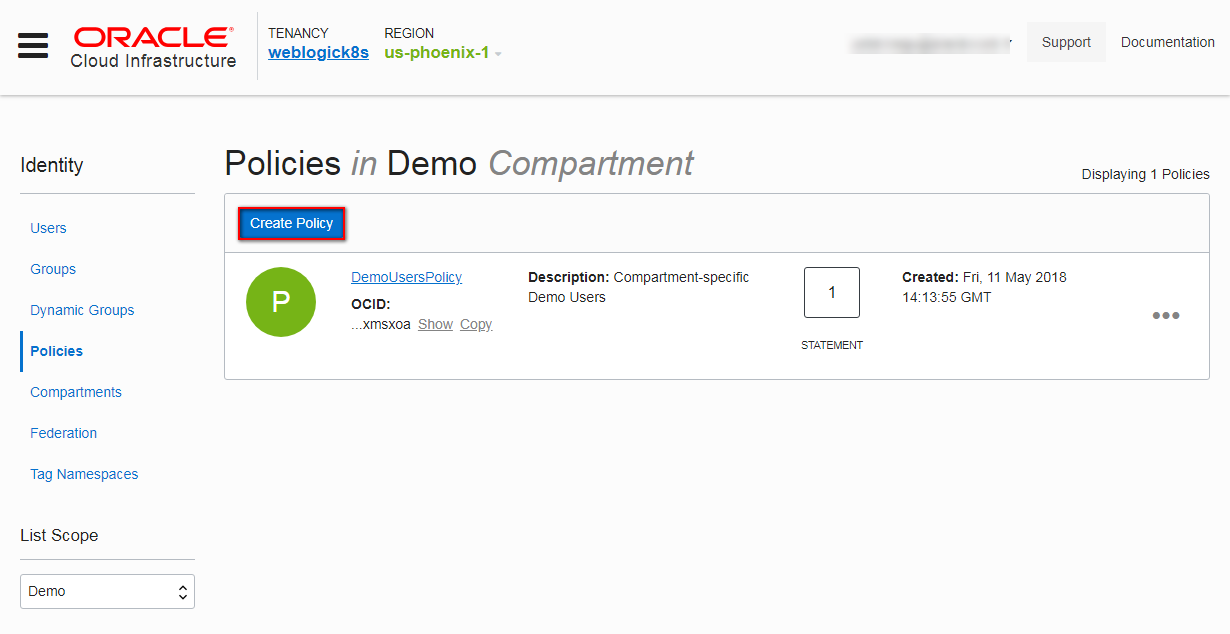 ORACLE®
Cloud Infrastructure
TENANCY
weblogick8s
REGION
us-phoenix-1
Support
Documentation
Identity
Users
Groups
Dynamic Groups
Policies
Compartments
Federation
Tag Namespaces
List Scope
Demo
Policies in Demo Compartment
Displaying 1 Policies
Create Policy
P
DemoUsersPolicy
OCID:
...xmsxoa Show Copy
Description: Compartment-specific
Demo Users
1
STATEMENT
Created: Fri, 11 May 2018
14:13:55 GMT